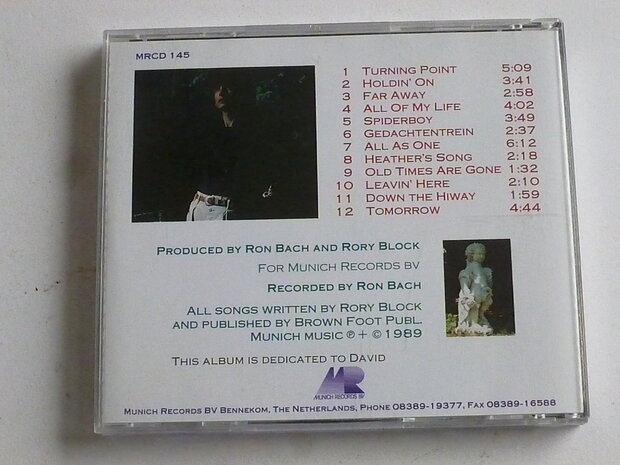 MRCD 145
1 TURNING POINT 5:09
2 HOLDIN' ON 3:41
3 FAR AWAY 2:58
4 ALL OF MY LIFE 4:02
5 SPIDERBOY 3:49
6 GEDACHTENTREIN 2:37
7 ALL AS ONE 6:12
8 HEATHER'S SONG 2:18
9 OLD TIMES ARE GONE 1:32
10 LEAVIN' HERE 2:10
11 DOWN THE HIWAY 1:59
12 TOMORROW 4:44
PRODUCED BY RON BACH AND RORY BLOCK
FOR MUNICH RECORDS BV
RECORDED BY RON BACH
ALL SONGS WRITTEN BY RORY BLOCK
AND PUBLISHED BY BROWN FOOT PUBL.
MUNICH MUSIC ℗ + © 1989
THIS ALBUM IS DEDICATED TO DAVID
MR
MUNICH RECORDS BV
MUNICH RECORDS BV BENNEKOM, THE NETHERLANDS, PHONE 08389-19377, FAX 08389-16588